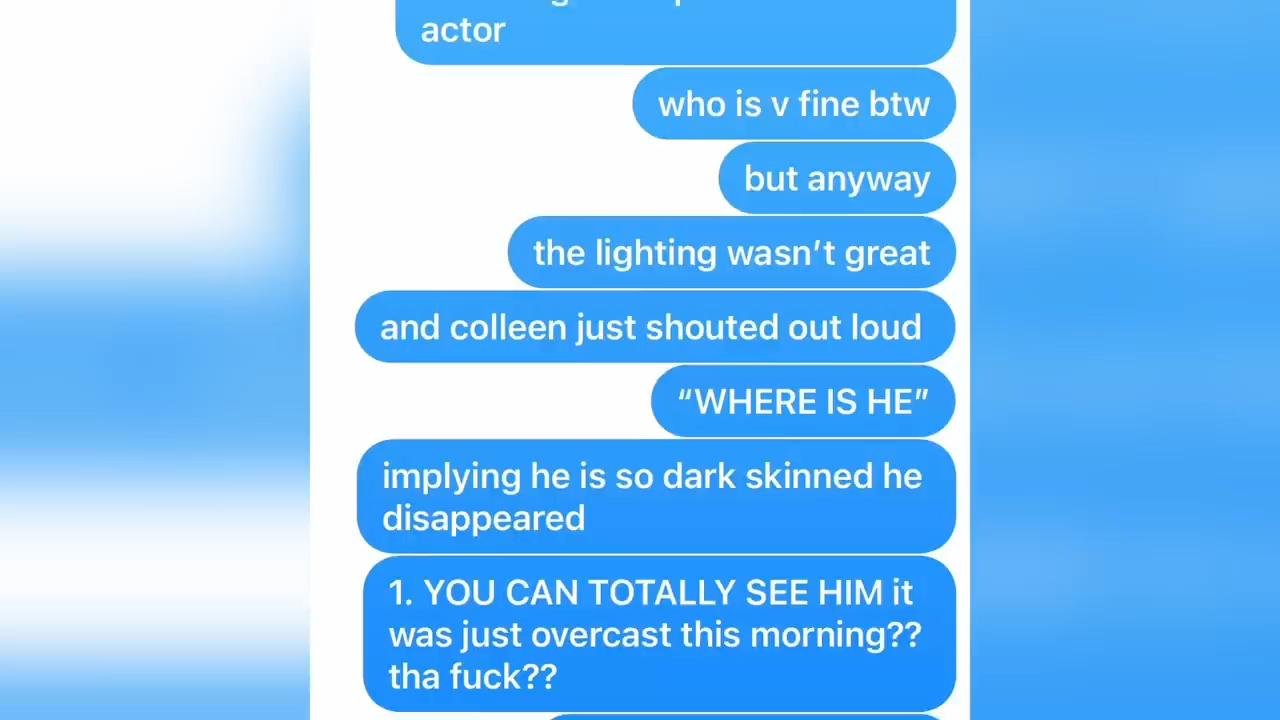 actor
who is v fine btw
but anyway
the lighting wasn’t great
and colleen just shouted out loud
“WHERE IS HE”
implying he is so dark skinned he
disappeared
1. YOU CAN TOTALLY SEE HIM it
was just overcast this morning??
tha fuck??